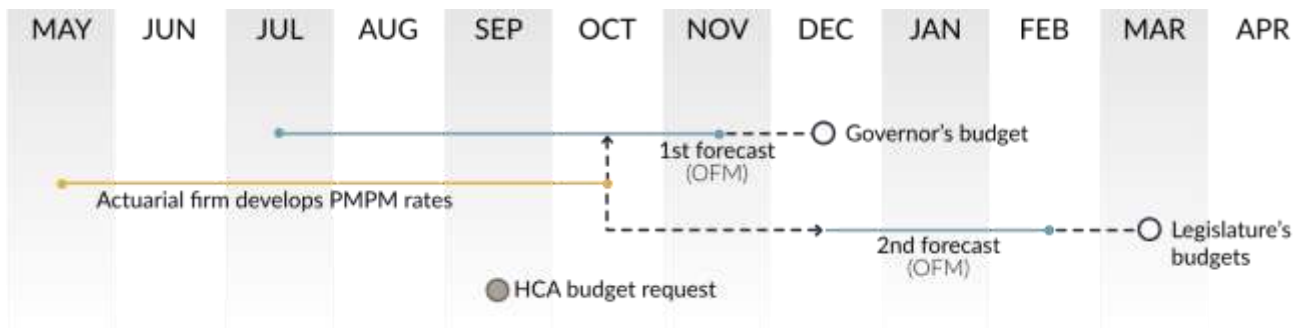 MAY JUN JUL AUG SEP OCT NOV DEC JAN FEB MAR APR
Governor's budget
1st forecast
(OFM)
Actuarial firm develops PMPM rates
Legislature's
budgets
2nd forecast
(OFM)
HCA budget request